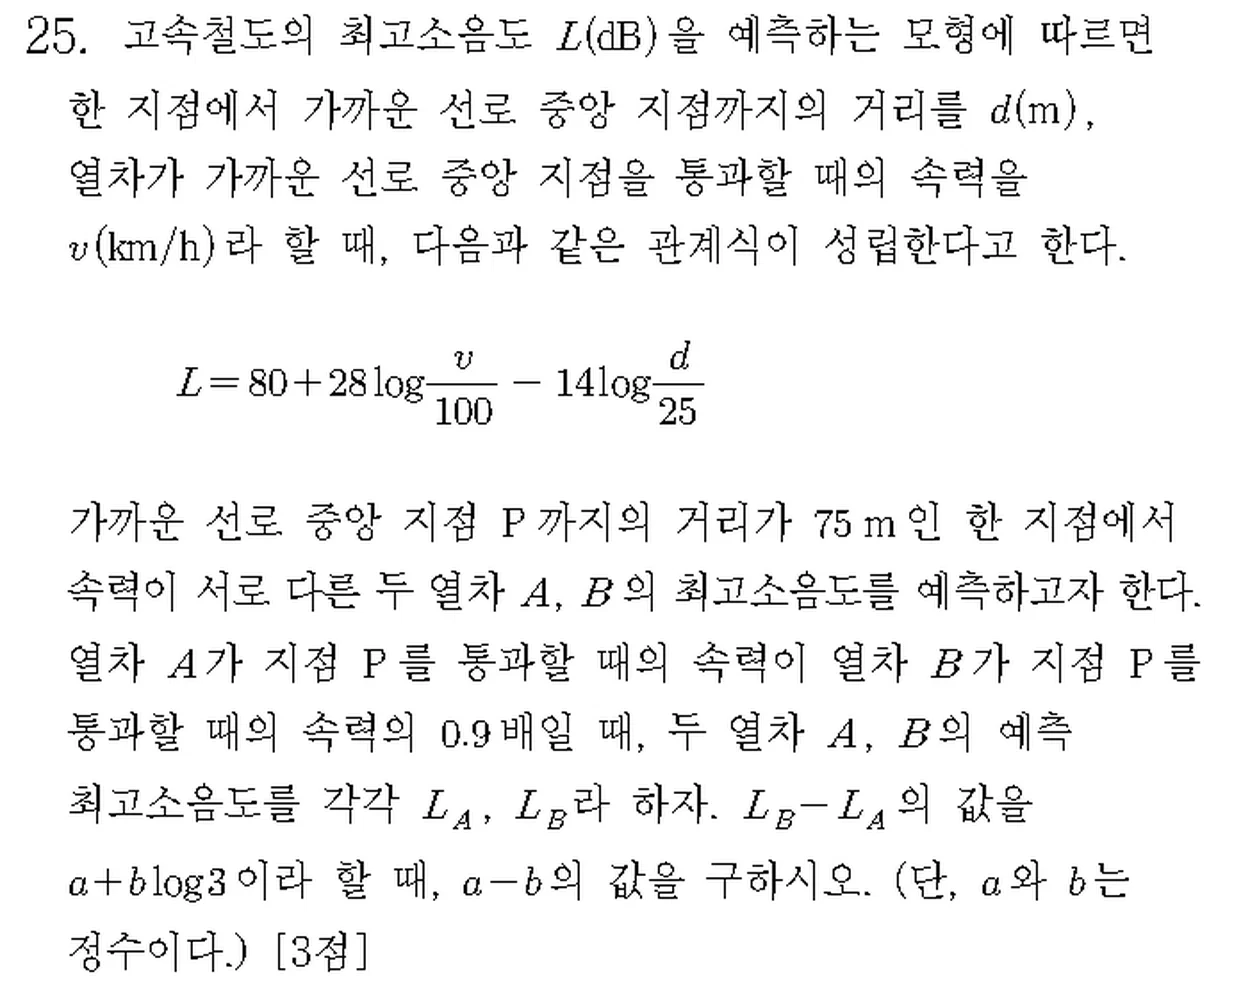 25. 고속철도의 최고소음도 L(dB)을 예측하는 모형에 따르면
한 지점에서 가까운 선로 중앙 지점까지의 거리를 d(m),
열차가 가까운 선로 중앙 지점을 통과할 때의 속력을
v(km/h)라 할 때, 다음과 같은 관계식이 성립한다고 한다.
L=80+28log v/100 − 14log d/25
가까운 선로 중앙 지점 P까지의 거리가 75 m인 한 지점에서
속력이 서로 다른 두 열차 A, B의 최고소음도를 예측하고자 한다.
열차 A가 지점 P를 통과할 때의 속력이 열차 B가 지점 P를
통과할 때의 속력의 0.9배일 때, 두 열차 A, B의 예측
최고소음도를 각각 L_A, L_B라 하자. L_B−L_A의 값을
a+blog3이라 할 때, a−b의 값을 구하시오. (단, a와 b는
정수이다.) [3점]